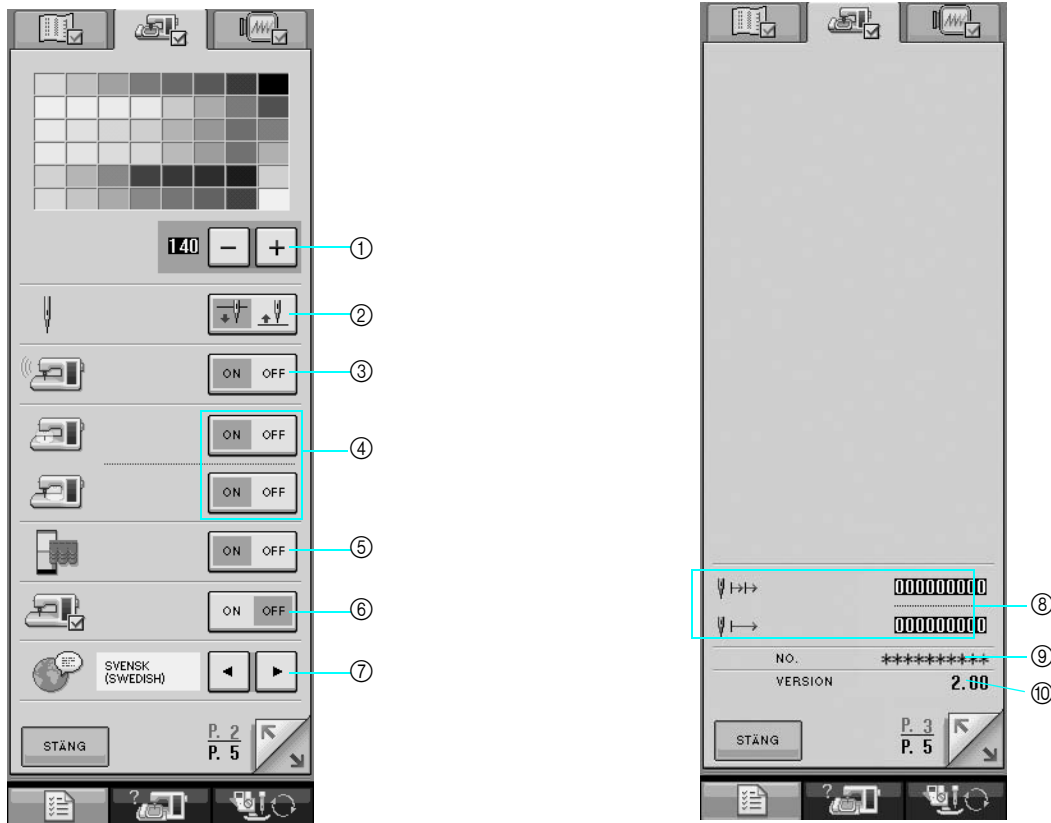 140
①
②
ON OFF
③
ON OFF
④
ON OFF
ON OFF
⑤
ON OFF
⑥
SVENSK
(SWEDISH)
⑦
STÄNG
P. 2
P. 5
?
000000000
⑧
000000000
NO. **********
⑨
VERSION 2.00
⑩
STÄNG
P. 3
P. 5
?